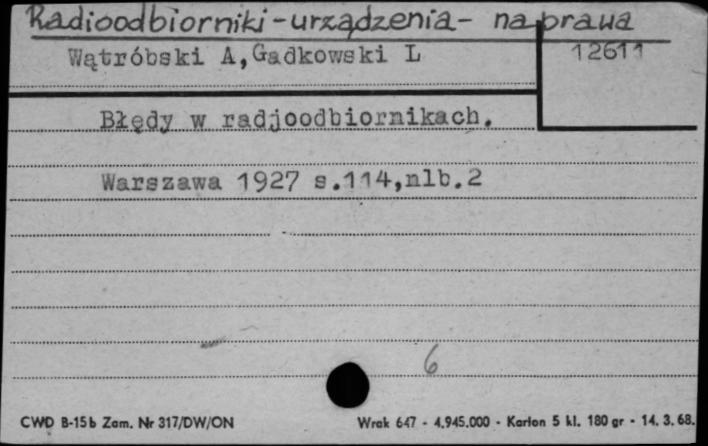 Radioodbiorniki-urządzenia- naprawa
Wątróbski A,Gadkowski L
12611
Błędy w radjoodbiornikach.
Warszawa 1927 s.114,nlb.2
6
CWD B-15b Zam. Nr 317/DW/ON
Wrak 647 - 4.945.000 - Karton 5 kl. 180 gr - 14. 3. 68.